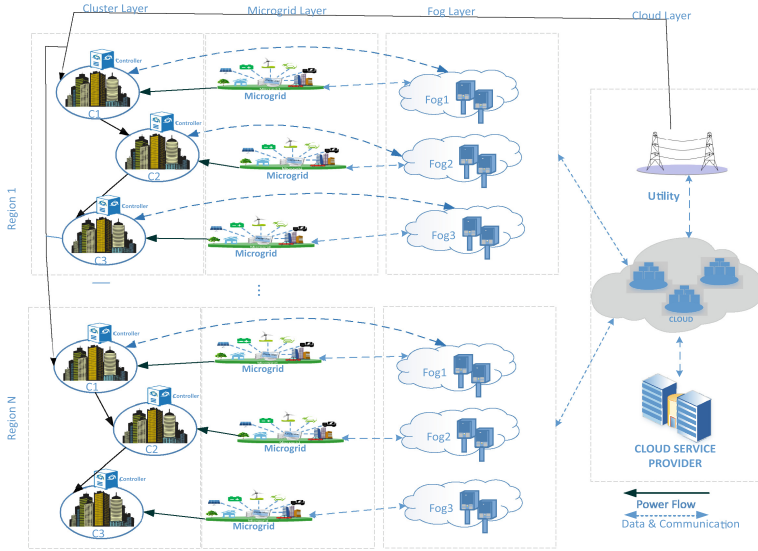 Cluster Layer
Microgrid Layer
Fog Layer
Cloud Layer
Region 1
Controller
C1
Microgrid
Fog1
Controller
C2
Microgrid
Fog2
Controller
C3
Microgrid
Fog3
Utility
CLOUD
CLOUD SERVICE
PROVIDER
Region N
Controller
C1
Microgrid
Fog1
Controller
C2
Microgrid
Fog2
Controller
C3
Microgrid
Fog3
Power Flow
Data & Communication